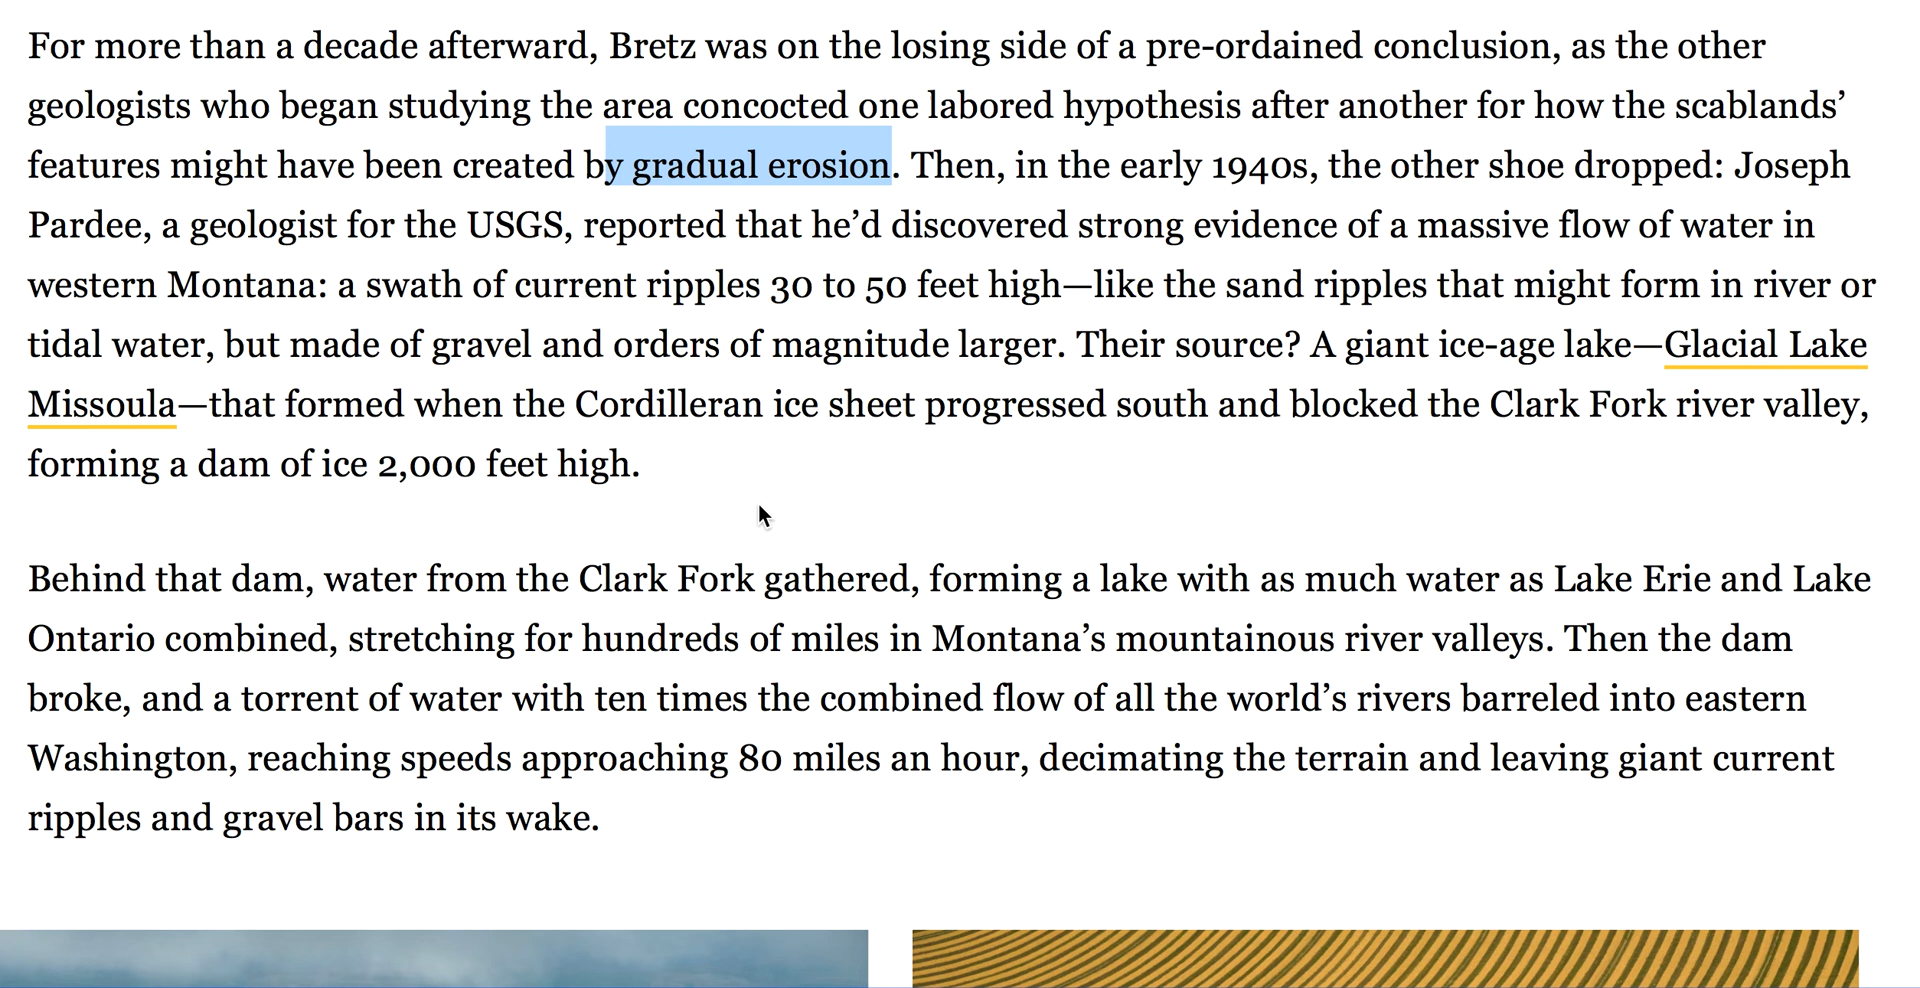 For more than a decade afterward, Bretz was on the losing side of a pre-ordained conclusion, as the other
geologists who began studying the area concocted one labored hypothesis after another for how the scablands’
features might have been created by gradual erosion. Then, in the early 1940s, the other shoe dropped: Joseph
Pardee, a geologist for the USGS, reported that he’d discovered strong evidence of a massive flow of water in
western Montana: a swath of current ripples 30 to 50 feet high—like the sand ripples that might form in river or
tidal water, but made of gravel and orders of magnitude larger. Their source? A giant ice-age lake—Glacial Lake
Missoula—that formed when the Cordilleran ice sheet progressed south and blocked the Clark Fork river valley,
forming a dam of ice 2,000 feet high.
Behind that dam, water from the Clark Fork gathered, forming a lake with as much water as Lake Erie and Lake
Ontario combined, stretching for hundreds of miles in Montana’s mountainous river valleys. Then the dam
broke, and a torrent of water with ten times the combined flow of all the world’s rivers barreled into eastern
Washington, reaching speeds approaching 80 miles an hour, decimating the terrain and leaving giant current
ripples and gravel bars in its wake.